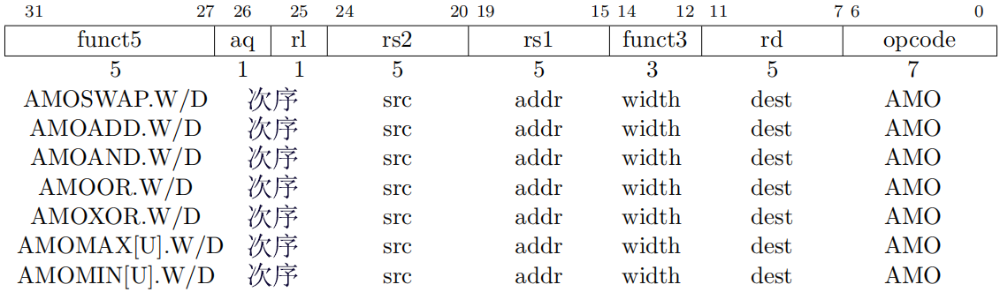 31 27 26 25 24 20 19 15 14 12 11 7 6 0
funct5 aq rl rs2 rs1 funct3 rd opcode
5 1 1 5 5 3 5 7
AMOSWAP.W/D 次序 src addr width dest AMO
AMOADD.W/D 次序 src addr width dest AMO
AMOAND.W/D 次序 src addr width dest AMO
AMOOR.W/D 次序 src addr width dest AMO
AMOXOR.W/D 次序 src addr width dest AMO
AMOMAX[U].W/D 次序 src addr width dest AMO
AMOMIN[U].W/D 次序 src addr width dest AMO